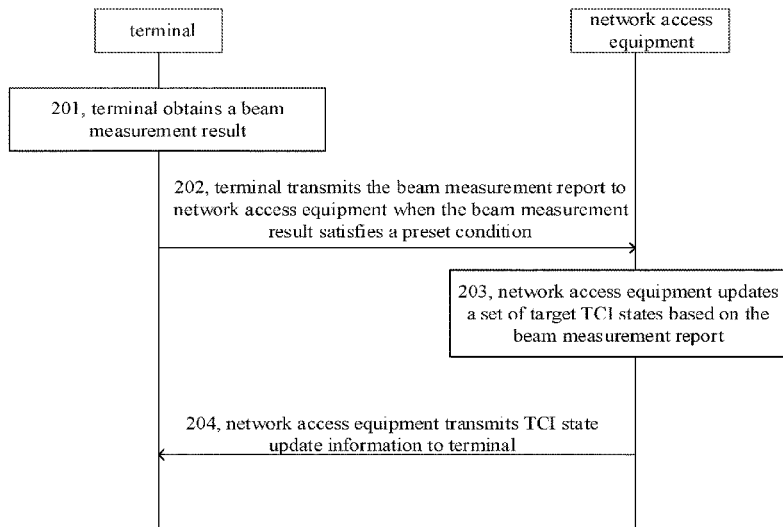 terminal
network access
equipment
201, terminal obtains a beam
measurement result
202, terminal transmits the beam measurement report to
network access equipment when the beam measurement
result satisfies a preset condition
203, network access equipment updates
a set of target TCI states based on the
beam measurement report
204, network access equipment transmits TCI state
update information to terminal